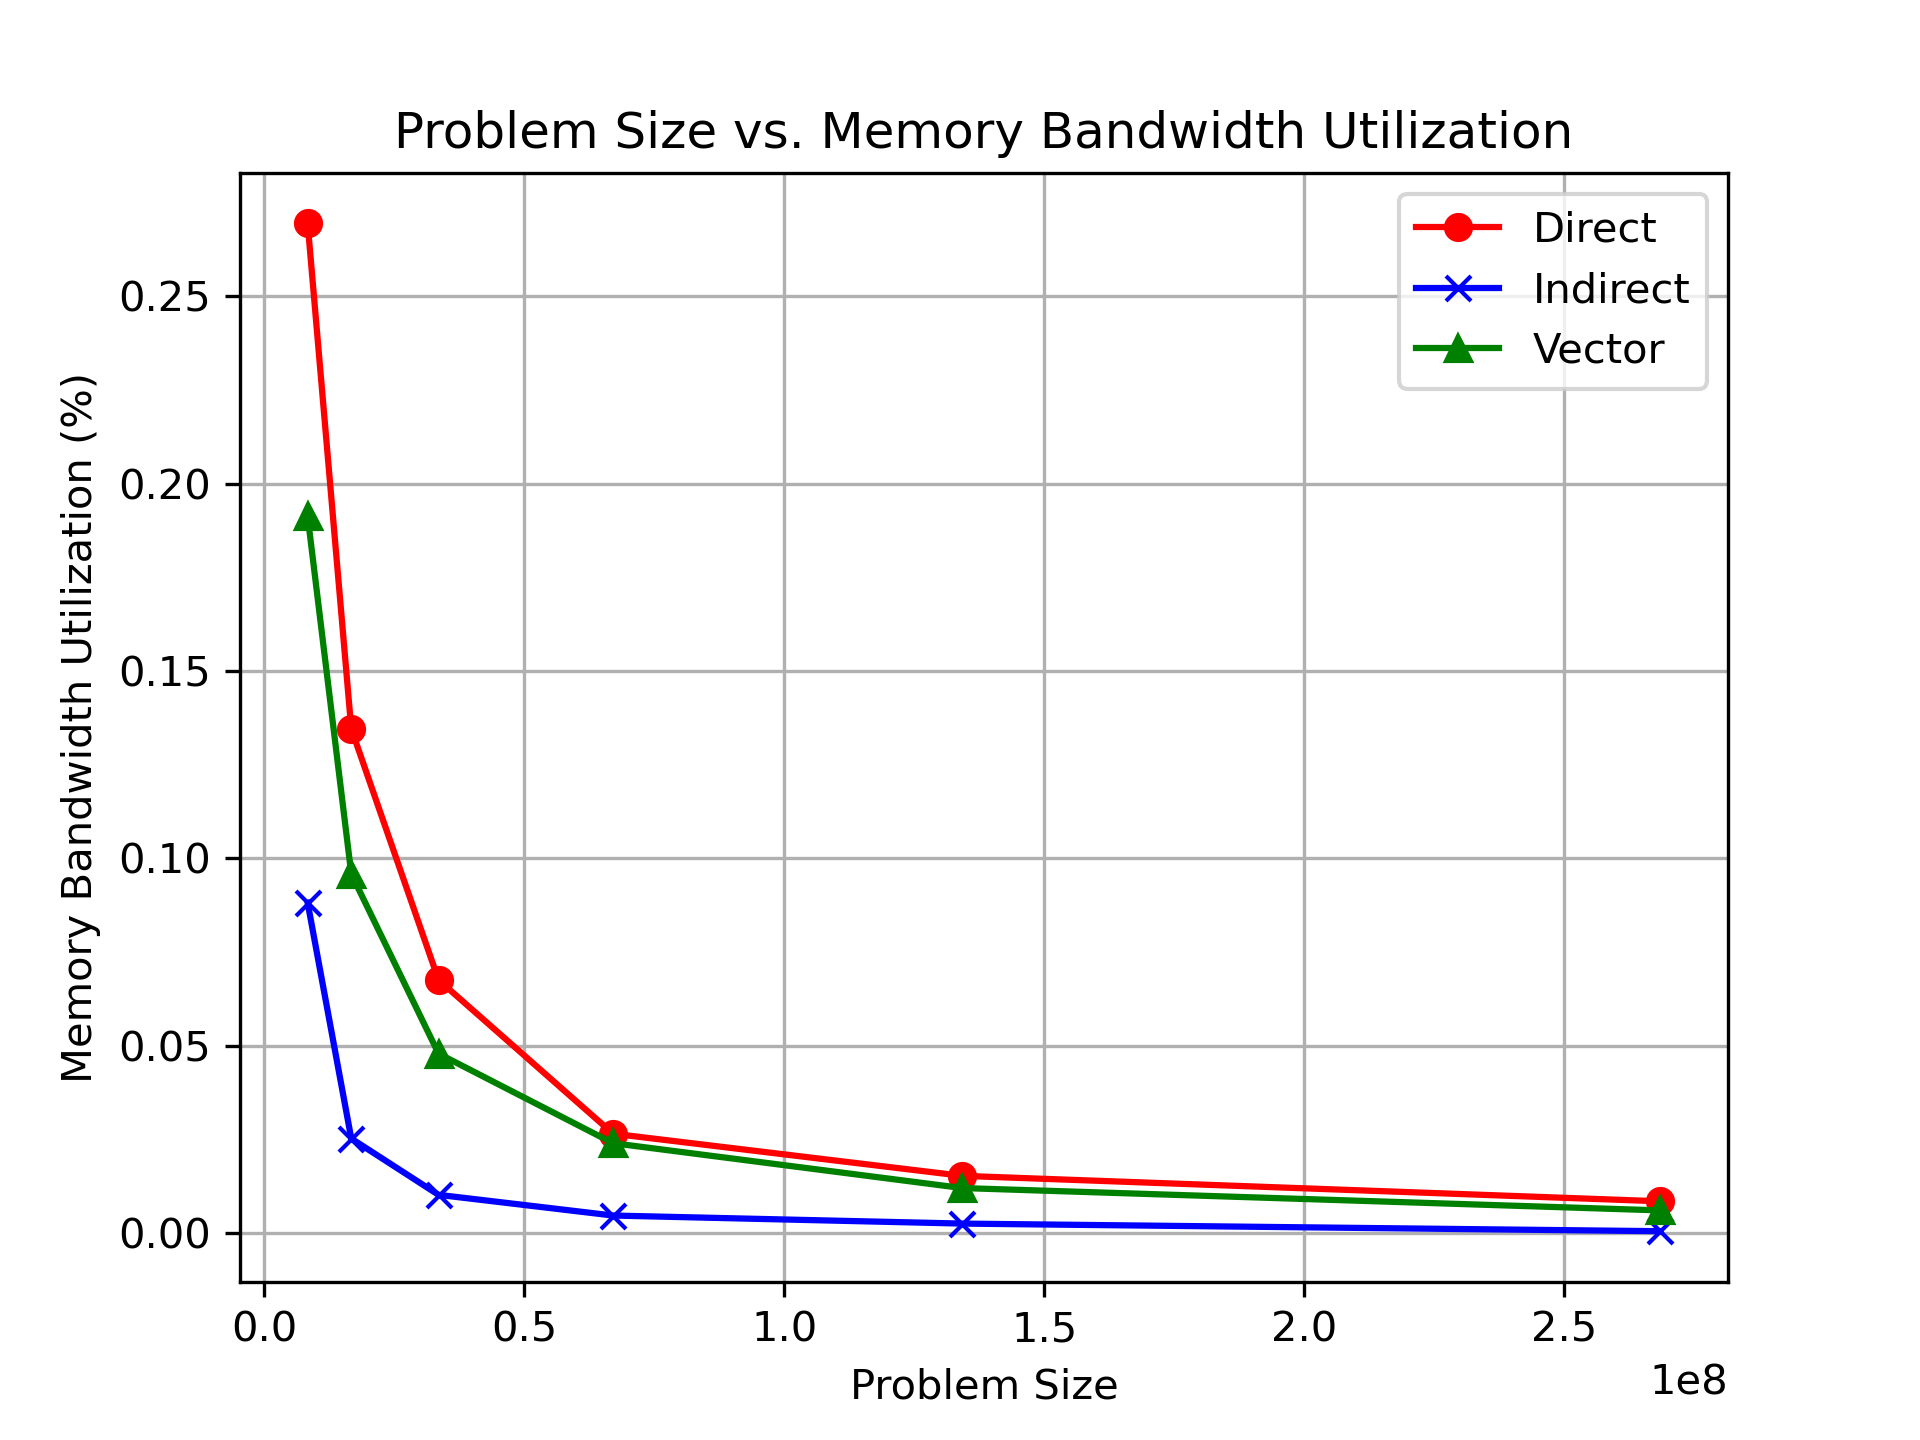 Problem Size vs. Memory Bandwidth Utilization
Direct
Indirect
Vector
Memory Bandwidth Utilization (%)
0.25
0.20
0.15
0.10
0.05
0.00
0.0 0.5 1.0 1.5 2.0 2.5
1e8
Problem Size